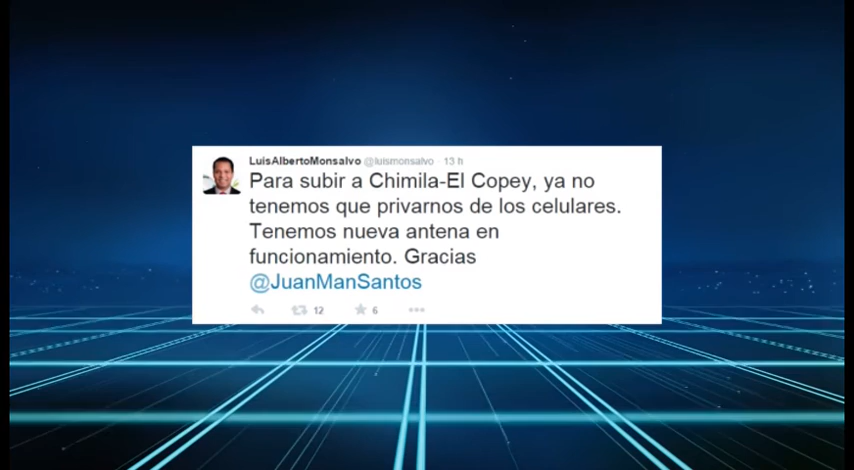 LuisAlbertoMonsalvo @luismonsalvo · 13 h
Para subir a Chimila-El Copey, ya no
tenemos que privarnos de los celulares.
Tenemos nueva antena en
funcionamiento. Gracias
@JuanManSantos
12 6